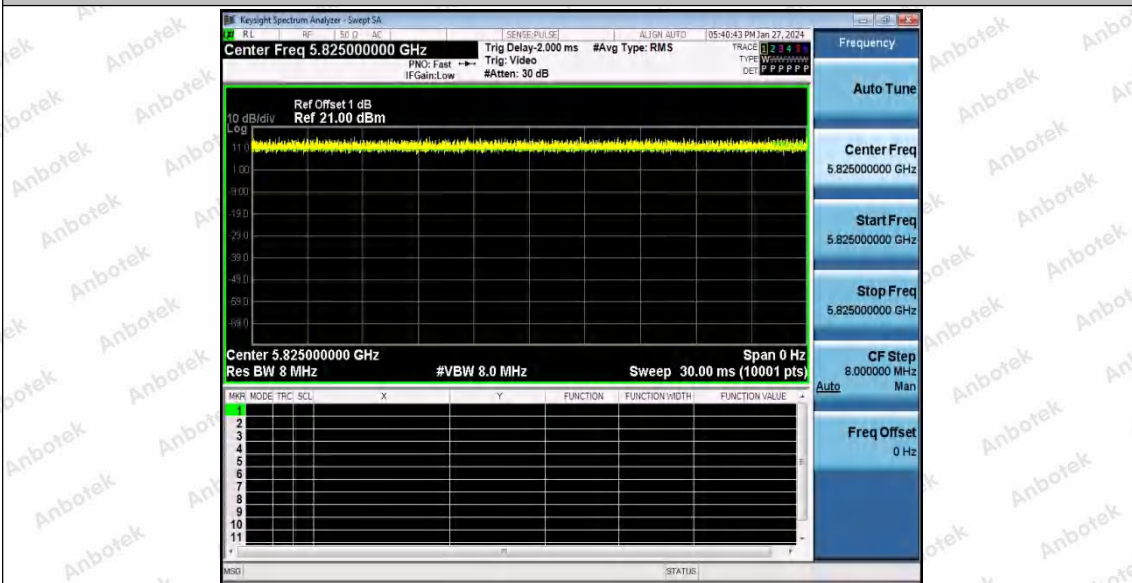 Keysight Spectrum Analyzer - Swept SA
RL RF 50 Ω AC SENSE:PULSE ALIGN AUTO 05:40:43 PM Jan 27, 2024
Center Freq 5.825000000 GHz
PNO: Fast
IFGain:Low
Trig Delay-2.000 ms
Trig: Video
#Atten: 30 dB
#Avg Type: RMS
TRACE 1 2 3 4 5 6
TYPE WWWWWW
DET P P P P P P
Ref Offset 1 dB
10 dB/div Ref 21.00 dBm
Log
11.0
1.00
-9.00
-19.0
-29.0
-39.0
-49.0
-59.0
-69.0
Center 5.825000000 GHz Span 0 Hz
Res BW 8 MHz #VBW 8.0 MHz Sweep 30.00 ms (10001 pts)
MKR MODE TRC SCL X Y FUNCTION FUNCTION WIDTH FUNCTION VALUE
1
2
3
4
5
6
7
8
9
10
11
MSG STATUS
Frequency
Auto Tune
Center Freq
5.825000000 GHz
Start Freq
5.825000000 GHz
Stop Freq
5.825000000 GHz
CF Step
8.000000 MHz
Auto Man
Freq Offset
0 Hz
Anbotek